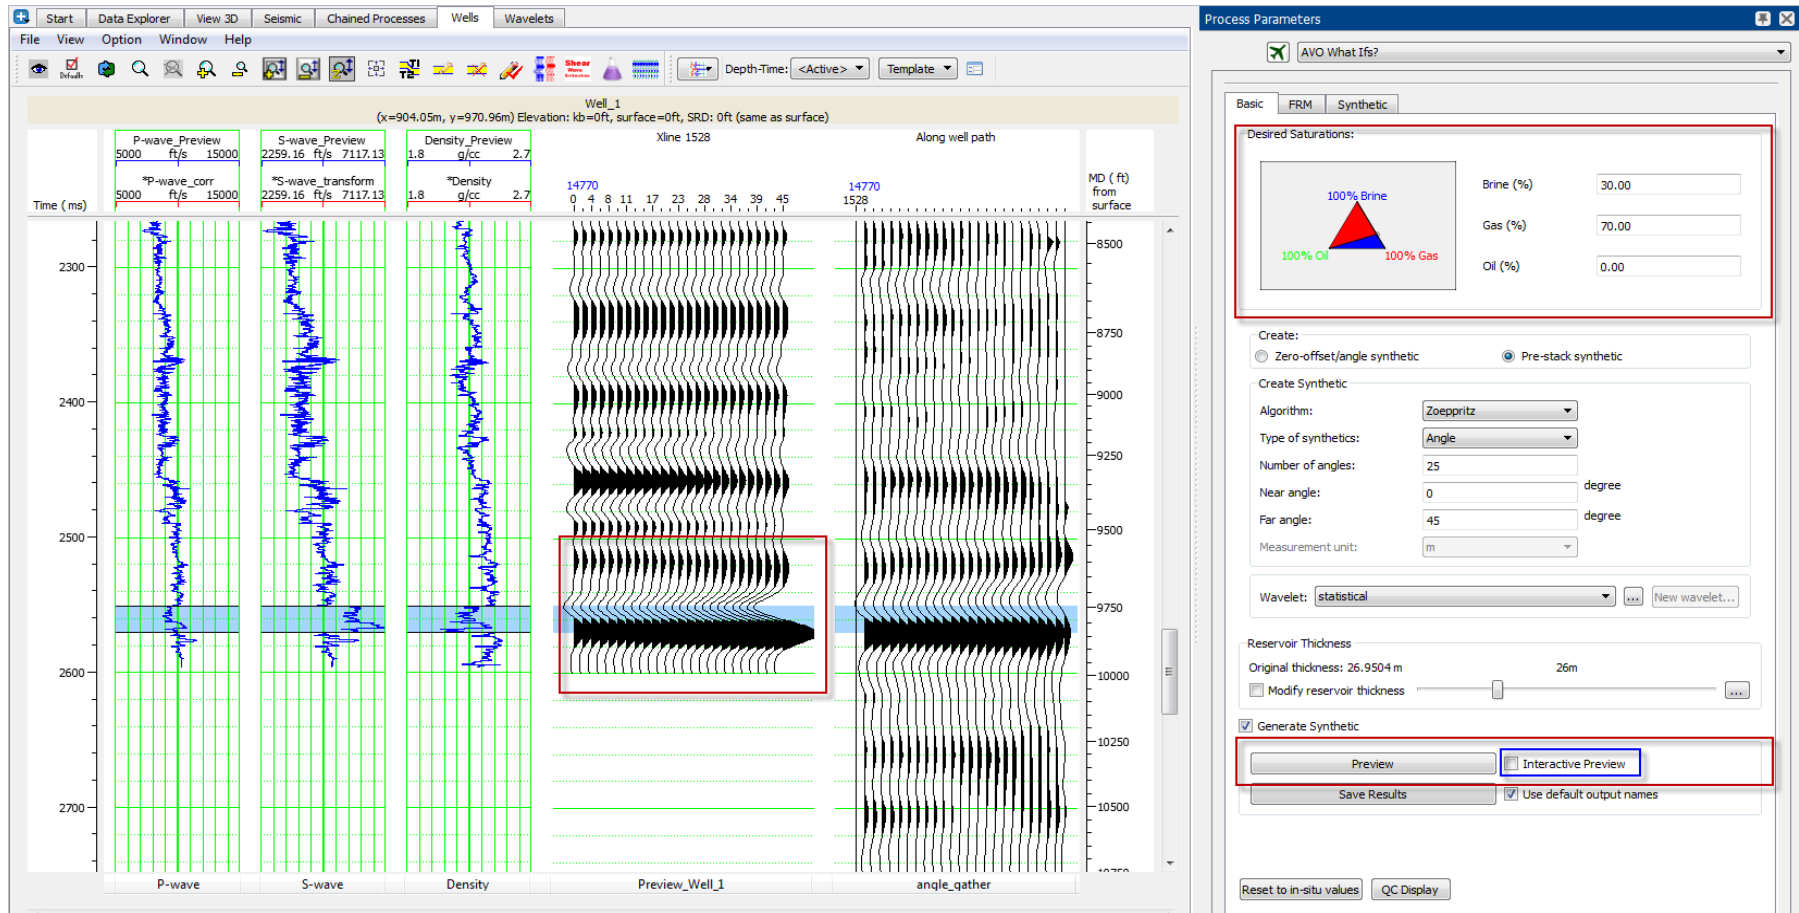 Start Data Explorer View 3D Seismic Chained Processes Wells Wavelets
File View Option Window Help
Defaults Shear Wave Estimation Depth-Time: <Active> Template
Well_1
(x=904.05m, y=970.96m) Elevation: kb=0ft, surface=0ft, SRD: 0ft (same as surface)
P-wave_Preview S-wave_Preview Density_Preview Xline 1528 Along well path
5000 ft/s 15000 2259.16 ft/s 7117.13 1.8 g/cc 2.7
*P-wave_corr *S-wave_transform *Density 14770 14770 MD (ft)
5000 ft/s 15000 2259.16 ft/s 7117.13 1.8 g/cc 2.7 from
Time (ms) 0 4 8 11 17 23 28 34 39 45 1528 surface
8500
2300
8750
2400 9000
9250
9500
2500
9750
2600 10000
10250
2700 10500
10750
P-wave S-wave Density Preview_Well_1 angle_gather
Process Parameters
AVO What Ifs?
Basic FRM Synthetic
Desired Saturations:
100% Brine
100% Oil 100% Gas
Brine (%) 30.00
Gas (%) 70.00
Oil (%) 0.00
Create:
Zero-offset/angle synthetic Pre-stack synthetic
Create Synthetic
Algorithm: Zoeppritz
Type of synthetics: Angle
Number of angles: 25
Near angle: 0 degree
Far angle: 45 degree
Measurement unit: m
Wavelet: statistical ... New wavelet...
Reservoir Thickness
Original thickness: 26.9504 m 26m
Modify reservoir thickness ...
Generate Synthetic
Preview Interactive Preview
Save Results Use default output names
Reset to in-situ values QC Display